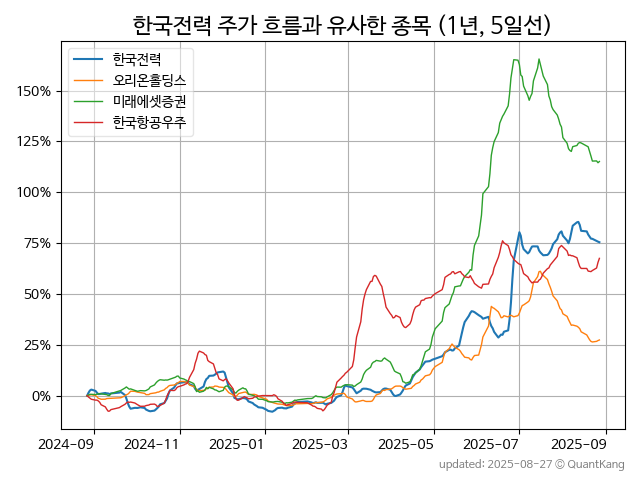 한국전력 주가 흐름과 유사한 종목 (1년, 5일선)
한국전력
오리온홀딩스
미래에셋증권
한국항공우주
150%
125%
100%
75%
50%
25%
0%
2024-09
2024-11
2025-01
2025-03
2025-05
2025-07
2025-09
updated: 2025-08-27 © QuantKang